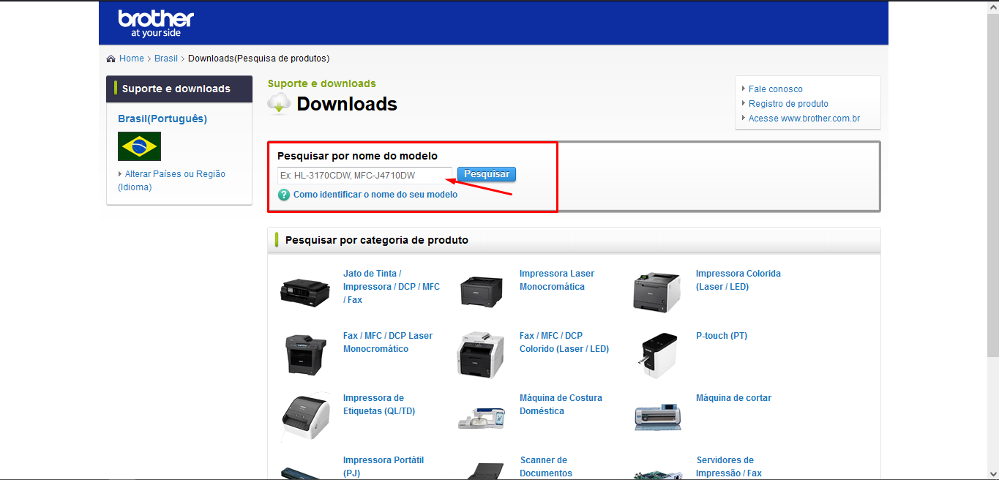 brother
at your side
Home > Brasil > Downloads(Pesquisa de produtos)
Suporte e downloads
Brasil(Português)
Alterar Países ou Região
(Idioma)
Suporte e downloads
Downloads
Fale conosco
Registro de produto
Acesse www.brother.com.br
Pesquisar por nome do modelo
Ex: HL-3170CDW, MFC-J4710DW
Pesquisar
? Como identificar o nome do seu modelo
Pesquisar por categoria de produto
Jato de Tinta /
Impressora / DCP / MFC
/ Fax
Impressora Laser
Monocromática
Impressora Colorida
(Laser / LED)
Fax / MFC / DCP Laser
Monocromático
Fax / MFC / DCP
Colorido (Laser / LED)
P-touch (PT)
Impressora de
Etiquetas (QL/TD)
Máquina de Costura
Doméstica
Máquina de cortar
Impressora Portátil
(PJ)
Scanner de
Documentos
Servidores de
Impressão / Fax